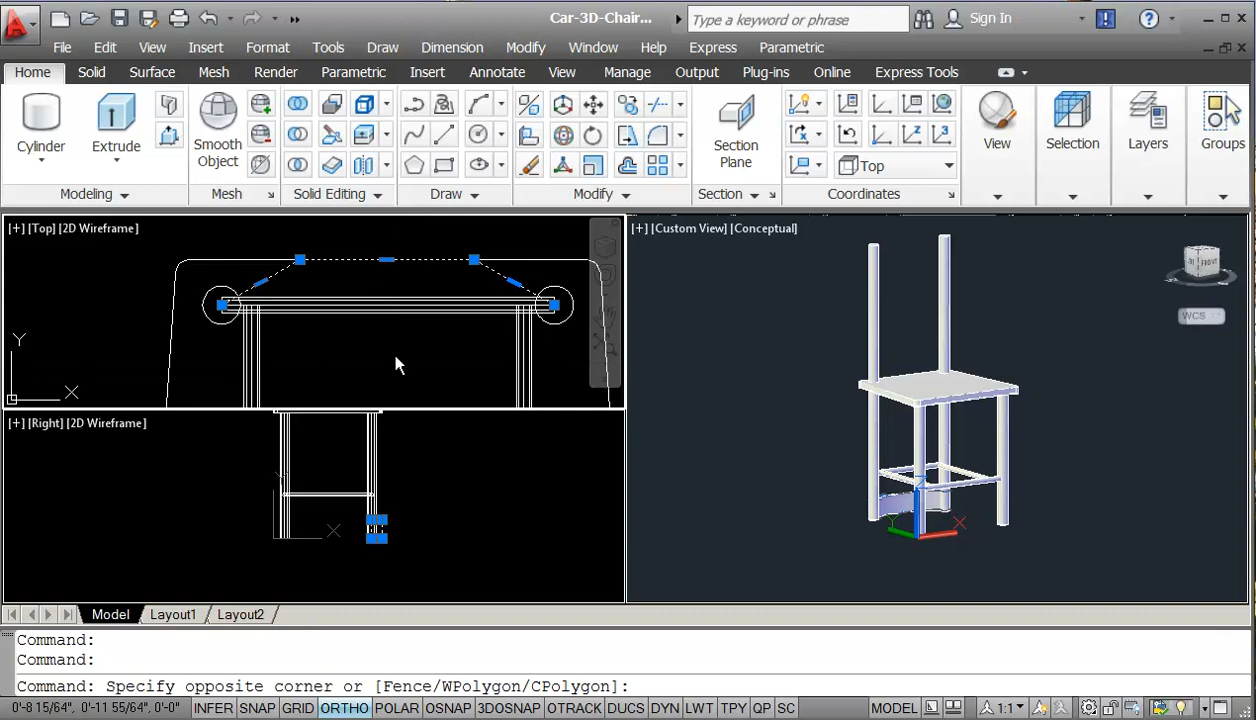 Car-3D-Chair... Type a keyword or phrase Sign In
File Edit View Insert Format Tools Draw Dimension Modify Window Help Express Parametric
Home Solid Surface Mesh Render Parametric Insert Annotate View Manage Output Plug-ins Online Express Tools
Cylinder Extrude Smooth Object Section Plane Top View Selection Layers Groups
Modeling Mesh Solid Editing Draw Modify Section Coordinates
[+] [Top] [2D Wireframe]
[+] [Custom View] [Conceptual]
FRONT
WCS
Y
X
[+] [Right] [2D Wireframe]
X
Y
X
Model Layout1 Layout2
Command:
Command:
Command: Specify opposite corner or [Fence/WPolygon/CPolygon]:
0'-8 15/64", 0'-11 55/64", 0'-0" INFER SNAP GRID ORTHO POLAR OSNAP 3DOSNAP OTRACK DUCS DYN LWT TPY QP SC MODEL 1:1